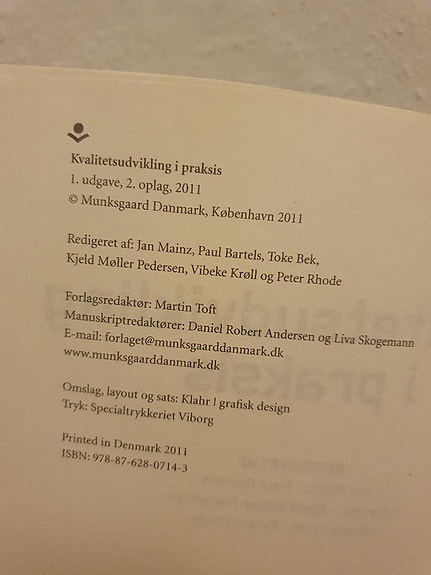 Kvalitetsudvikling i praksis
1. udgave, 2. oplag, 2011
© Munksgaard Danmark, København 2011
Redigeret af: Jan Mainz, Paul Bartels, Toke Bek,
Kjeld Møller Pedersen, Vibeke Krøll og Peter Rhode
Forlagsredaktør: Martin Toft
Manuskriptredaktører: Daniel Robert Andersen og Liva Skogemann
E-mail: forlaget@munksgaarddanmark.dk
www.munksgaarddanmark.dk
Omslag, layout og sats: Klahr | grafisk design
Tryk: Specialtrykkeriet Viborg
Printed in Denmark 2011
ISBN: 978-87-628-0714-3